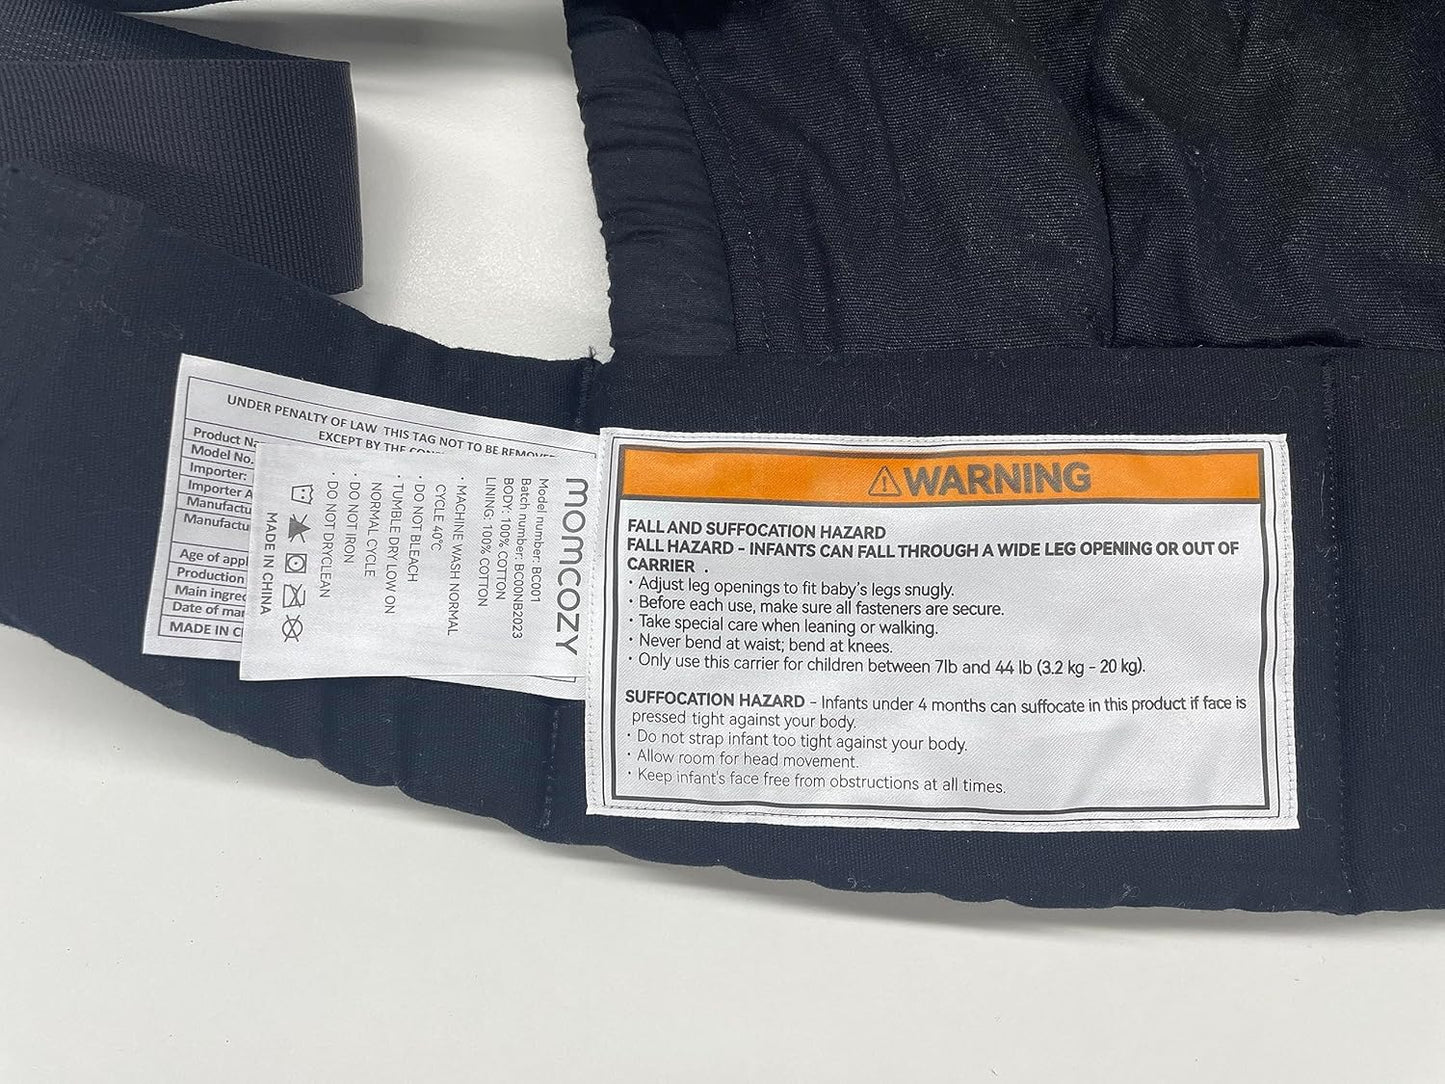 UNDER PENALTY OF LAW THIS TAG NOT TO BE REMOVED
EXCEPT BY THE
Product
Model No.
Importer:
Importer
Age of
Production
Main
Date of
MADE IN
momcozy
Model number: BC001
Batch number: BC00NB2023
BODY: 100% COTTON
LINING: 100% COTTON
· MACHINE WASH NORMAL
CYCLE 40℃
· DO NOT BLEACH
· TUMBLE DRY LOW ON
NORMAL CYCLE
· DO NOT IRON
· DO NOT DRYCLEAN
MADE IN CHINA
WARNING
FALL AND SUFFOCATION HAZARD
FALL HAZARD – INFANTS CAN FALL THROUGH A WIDE LEG OPENING OR OUT OF
CARRIER .
· Adjust leg openings to fit baby's legs snugly.
· Before each use, make sure all fasteners are secure.
· Take special care when leaning or walking.
· Never bend at waist; bend at knees.
· Only use this carrier for children between 7lb and 44 lb (3.2 kg – 20 kg).
SUFFOCATION HAZARD – Infants under 4 months can suffocate in this product if face is
pressed tight against your body.
· Do not strap infant too tight against your body.
· Allow room for head movement.
· Keep infant's face free from obstructions at all times.